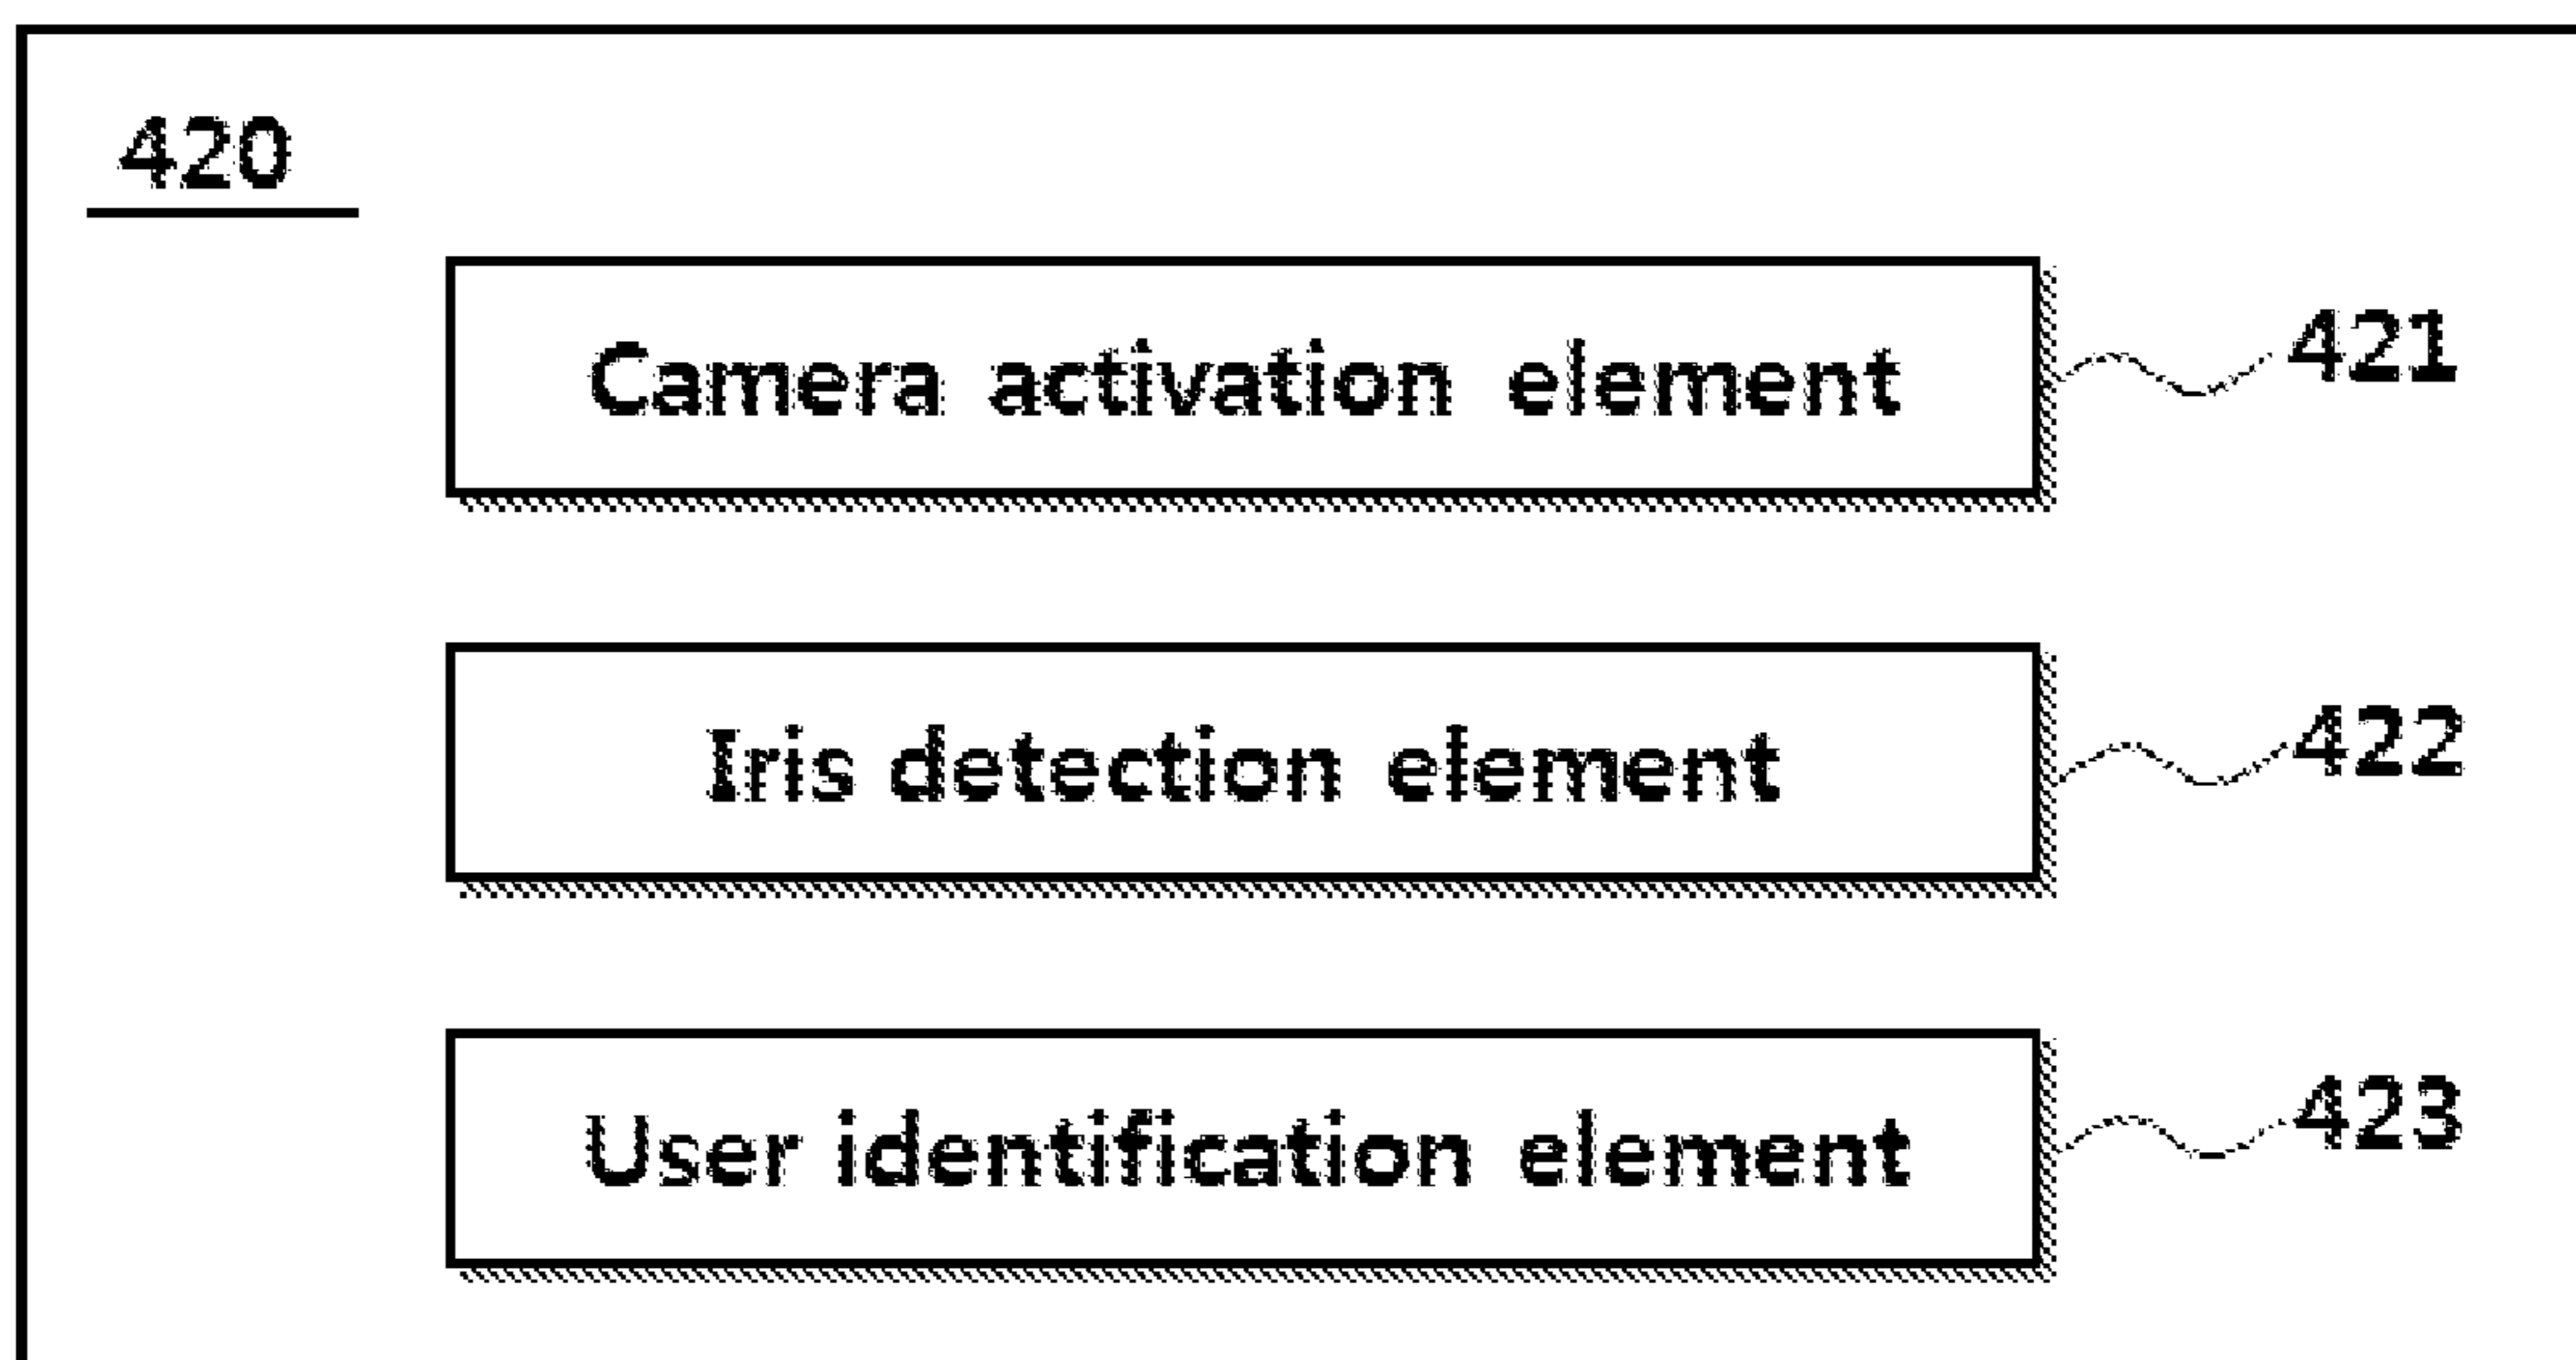 420
Camera activation element 421
Iris detection element 422
User identification element 423